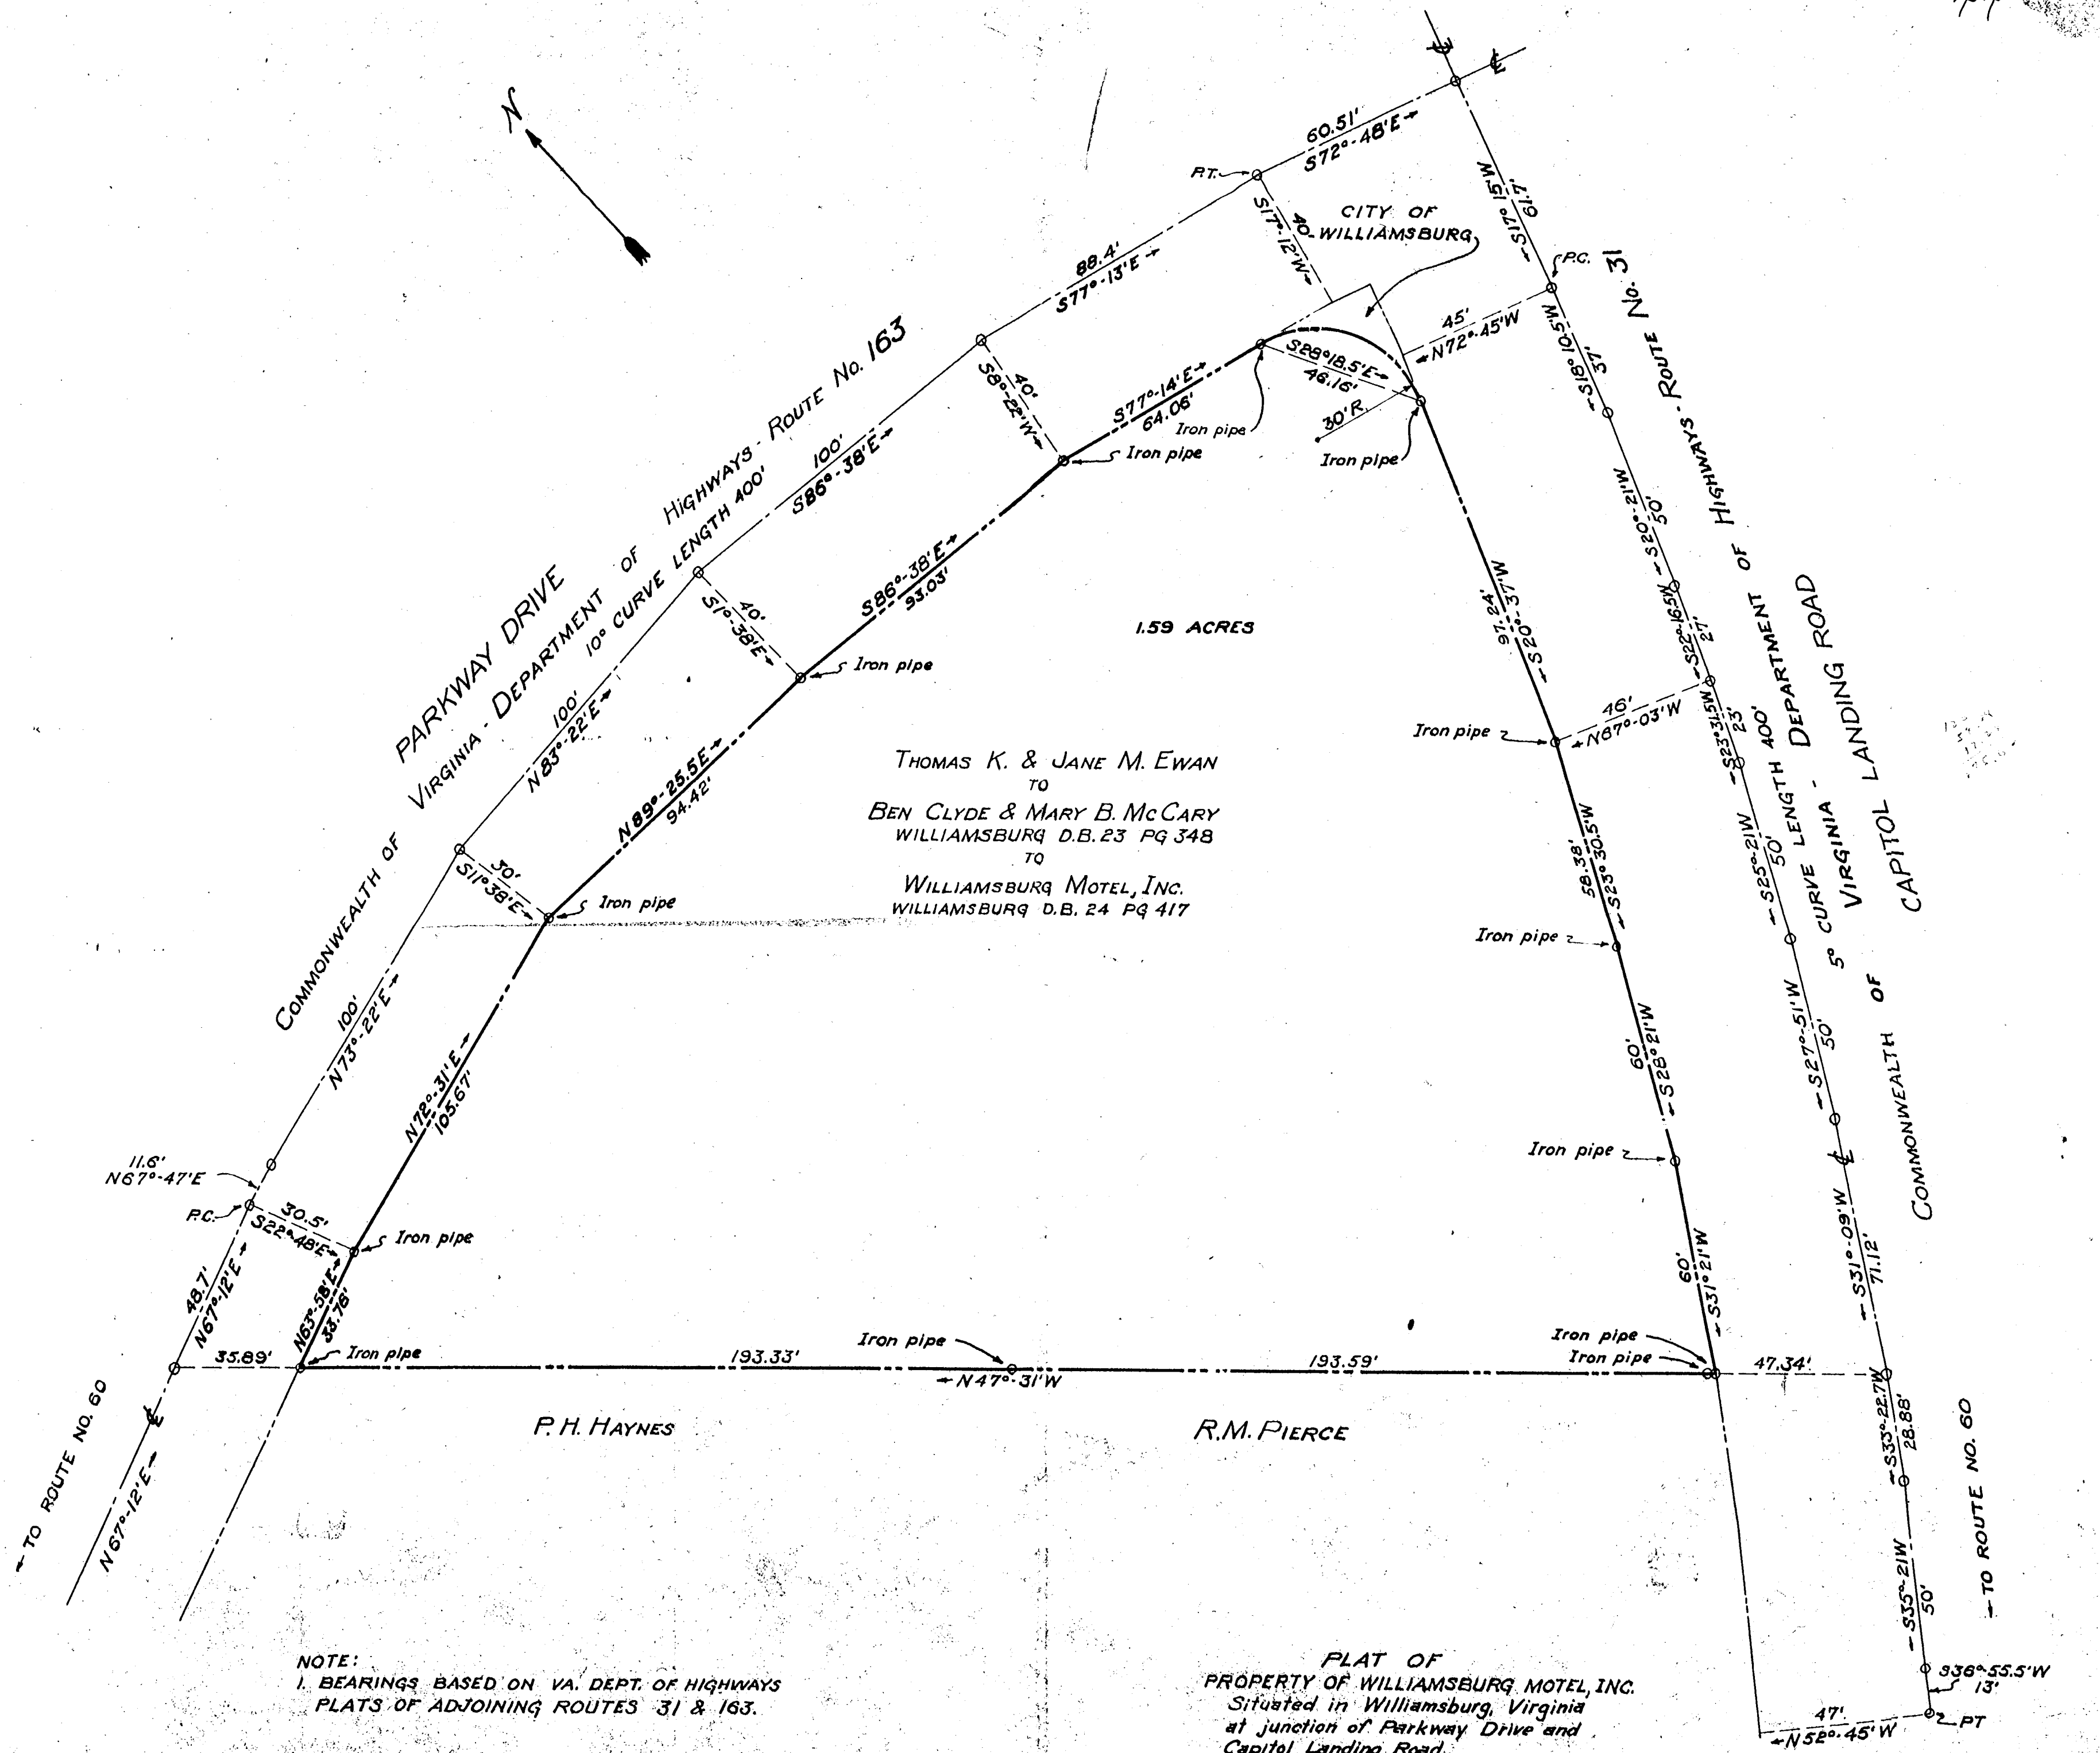 N
60.51'
S72°-48'E
P.T.
S17°-12'W
40
CITY OF
WILLIAMSBURG
S17°15'W
61.7'
P.C.
88.4'
S77°-13'E
45'
N72°-45'W
S18°10.5'W
37'
S8°-22'W
40'
S77°-14'E
64.06'
S28°18.5'E
46.16'
30'R.
Iron pipe
Iron pipe
Iron pipe
100'
S86°-38'E
S20°-21'W
50'
S1°-38'E
40'
S86°-38'E
93.03'
Iron pipe
1.59 ACRES
97.24'
S20°-37'W
S22°-16.5W
27'
46'
N67°-03'W
Iron pipe
S23°31.5W
23'
PARKWAY DRIVE
COMMONWEALTH OF VIRGINIA - DEPARTMENT OF HIGHWAYS - ROUTE No. 163
10° CURVE LENGTH 400'
100'
N83°-22'E
N89°-25.5E
94.42'
THOMAS K. & JANE M. EWAN
TO
BEN CLYDE & MARY B. McCARY
WILLIAMSBURG D.B. 23 PG 348
TO
WILLIAMSBURG MOTEL, INC.
WILLIAMSBURG D.B. 24 PG 417
30'
S11°38'E
Iron pipe
58.38'
S23°30.5'W
Iron pipe
S25°-21'W
50'
COMMONWEALTH OF VIRGINIA - DEPARTMENT OF HIGHWAYS - ROUTE No. 31
5° CURVE LENGTH 400'
CAPITOL LANDING ROAD
100'
N73°-22'E
N72°-31'E
105.67'
60'
S28°21'W
S27°-51'W
50'
Iron pipe
11.6'
N67°-47'E
P.C.
30.5'
S22°-48'E
Iron pipe
48.7'
N67°-12'E
N63°-58'E
33.78'
60'
S31°21'W
S31°-09'W
71.12'
35.89'
Iron pipe
193.33'
Iron pipe
N47°-31'W
193.59'
Iron pipe
Iron pipe
47.34'
P. H. HAYNES
R.M. PIERCE
S33°-22.7W
28.88'
TO ROUTE NO. 60
N67°-12'E
TO ROUTE NO. 60
S35°-21W
50'
S36°-55.5'W
13'
47'
N52°-45'W
PT
NOTE:
1. BEARINGS BASED ON VA. DEPT. OF HIGHWAYS
PLATS OF ADJOINING ROUTES 31 & 163.
PLAT OF
PROPERTY OF WILLIAMSBURG MOTEL, INC.
Situated in Williamsburg, Virginia
at junction of Parkway Drive and
Capitol Landing Road